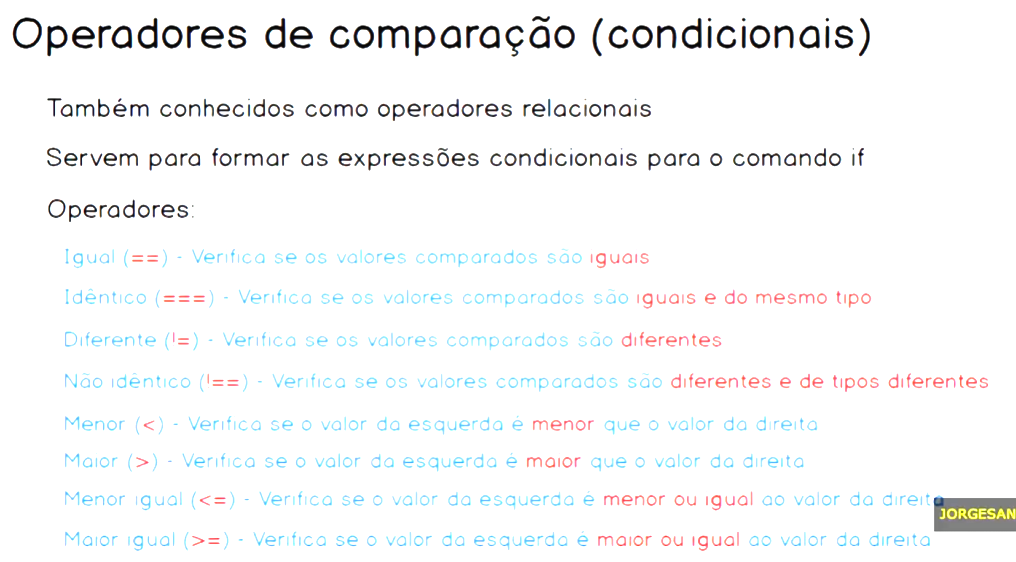 Operadores de comparação (condicionais)
Também conhecidos como operadores relacionais
Servem para formar as expressões condicionais para o comando if
Operadores:
Igual (==) - Verifica se os valores comparados são iguais
Idêntico (===) - Verifica se os valores comparados são iguais e do mesmo tipo
Diferente (!=) - Verifica se os valores comparados são diferentes
Não idêntico (!==) - Verifica se os valores comparados são diferentes e de tipos diferentes
Menor (<) - Verifica se o valor da esquerda é menor que o valor da direita
Maior (>) - Verifica se o valor da esquerda é maior que o valor da direita
Menor igual (<=) - Verifica se o valor da esquerda é menor ou igual ao valor da direita
JORGESAN
Maior igual (>=) - Verifica se o valor da esquerda é maior ou igual ao valor da direita